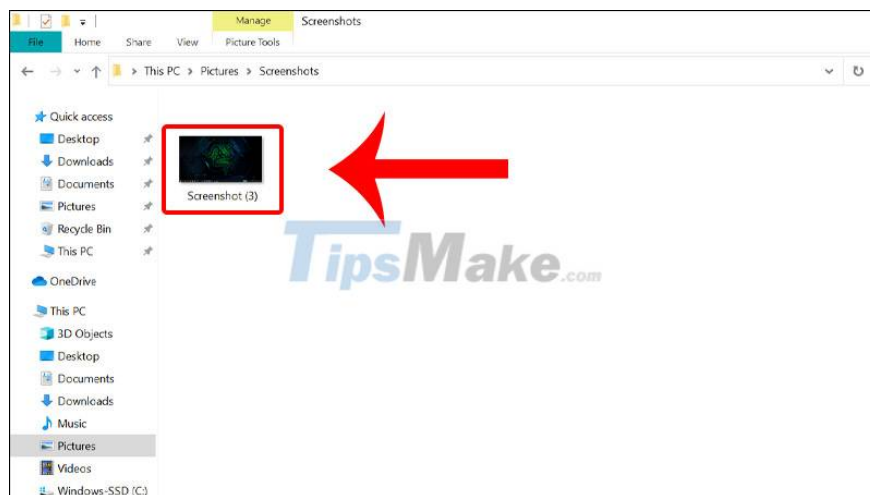 Manage Screenshots
File Home Share View Picture Tools
This PC > Pictures > Screenshots
Quick access
Desktop
Downloads
Documents
Pictures
Recycle Bin
This PC
OneDrive
This PC
3D Objects
Desktop
Documents
Downloads
Music
Pictures
Videos
Windows-SSD (C:)
Screenshot (3)
TipsMake.com